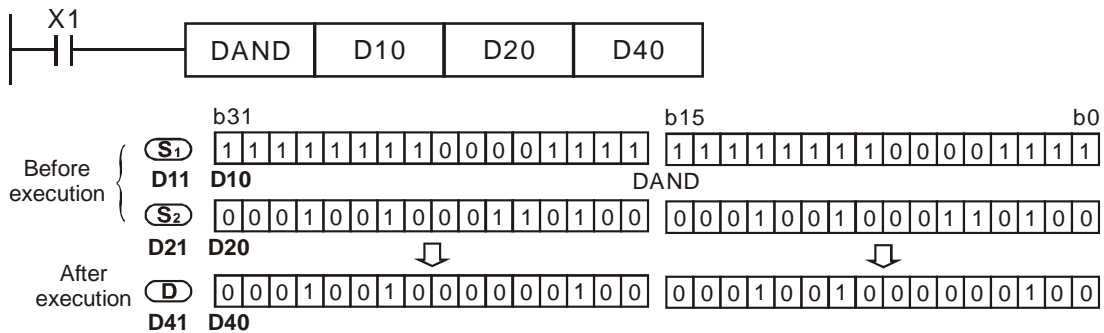 X1
DAND D10 D20 D40
b31 b15 b0
Before execution
S1 1 1 1 1 1 1 1 1 0 0 0 0 1 1 1 1 1 1 1 1 1 1 1 1 0 0 0 0 1 1 1 1
D11 D10
DAND
S2 0 0 0 1 0 0 1 0 0 0 1 1 0 1 0 0 0 0 0 1 0 0 1 0 0 0 1 1 0 1 0 0
D21 D20
After execution
D 0 0 0 1 0 0 1 0 0 0 0 0 0 1 0 0 0 0 0 1 0 0 1 0 0 0 0 0 0 1 0 0
D41 D40